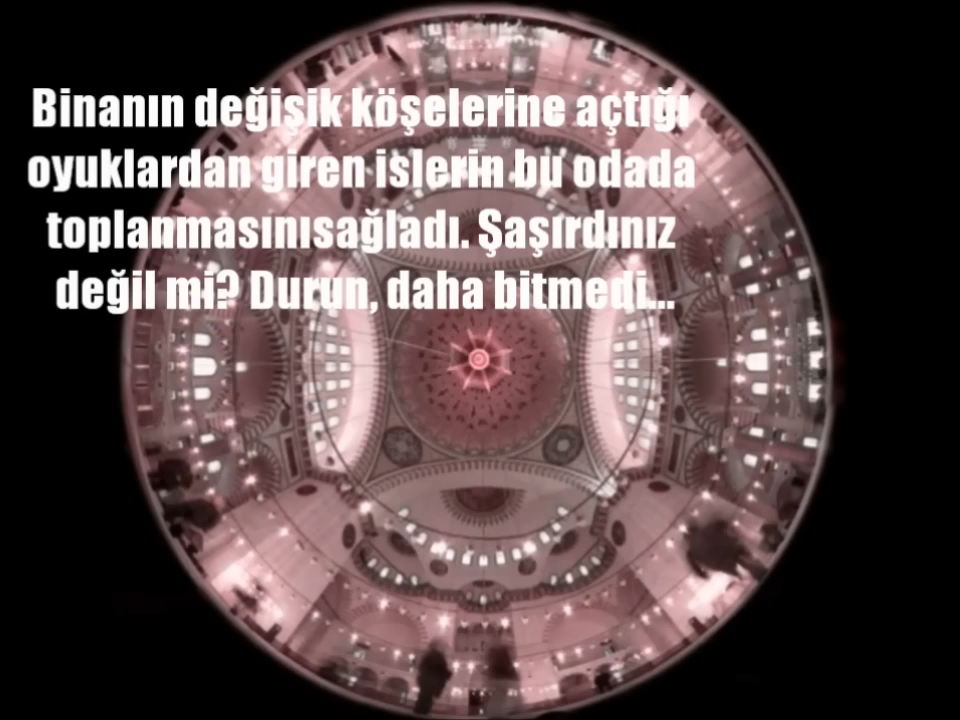 Binanın değişik köşelerine açtığı
oyuklardan giren islerin bu odada
toplanmasınısağladı. Şaşırdınız
değil mi? Durun, daha bitmedi...